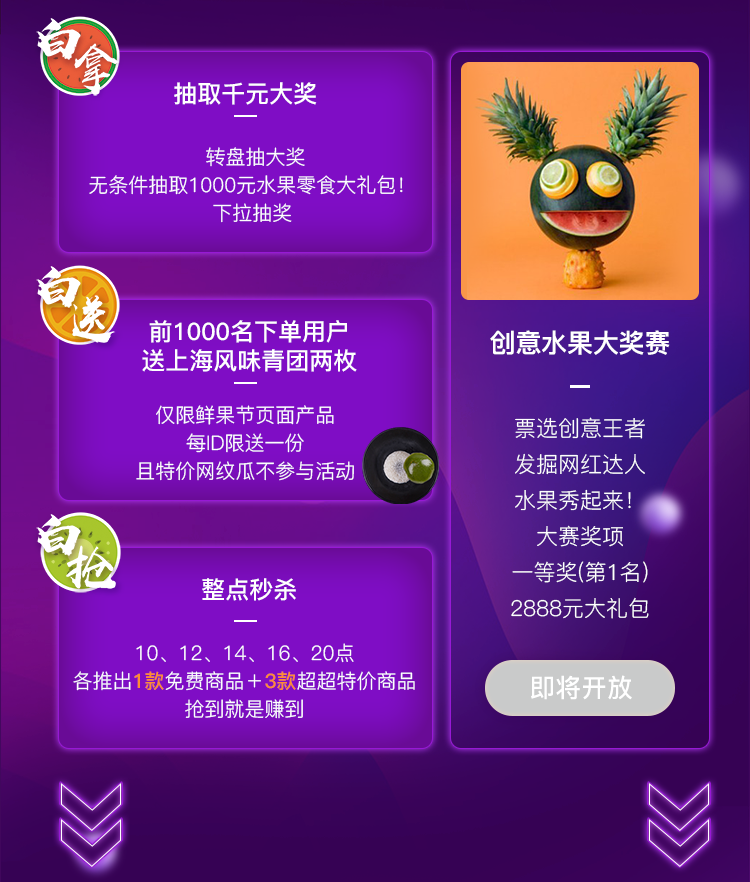 白拿
抽取千元大奖
转盘抽大奖
无条件抽取1000元水果零食大礼包！
下拉抽奖
白送
前1000名下单用户
送上海风味青团两枚
仅限鲜果节页面产品
每ID限送一份
且特价网纹瓜不参与活动
白抢
整点秒杀
10、12、14、16、20点
各推出1款免费商品＋3款超超特价商品
抢到就是赚到
创意水果大奖赛
票选创意王者
发掘网红达人
水果秀起来！
大赛奖项
一等奖(第1名)
2888元大礼包
即将开放